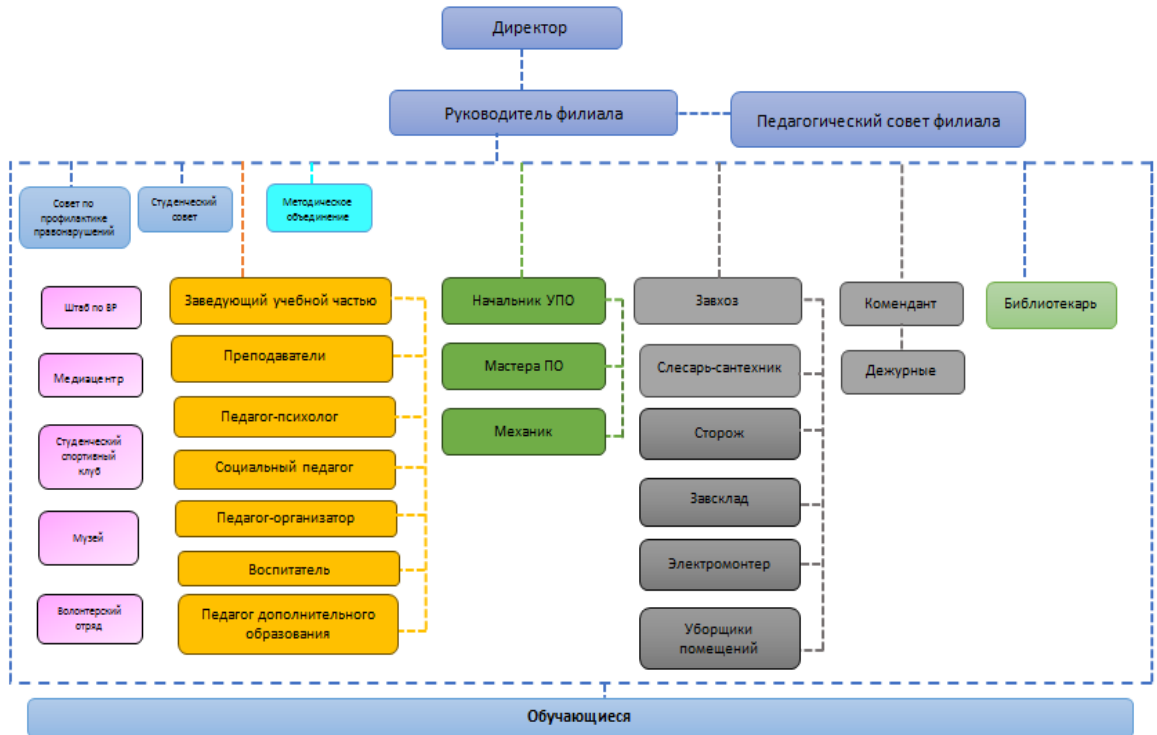 Директор
Руководитель филиала
Педагогический совет филиала
Совет по
профилактике
правонарушений
Студенческий
совет
Методическое
объединение
Штаб по ВР
Медиацентр
Студенческий
спортивный
клуб
Музей
Волонтерский
отряд
Заведующий учебной частью
Преподаватели
Педагог-психолог
Социальный педагог
Педагог-организатор
Воспитатель
Педагог дополнительного
образования
Начальник УПО
Мастера ПО
Механик
Завхоз
Слесарь-сантехник
Сторож
Завсклад
Электромонтер
Уборщики
помещений
Комендант
Дежурные
Библиотекарь
Обучающиеся